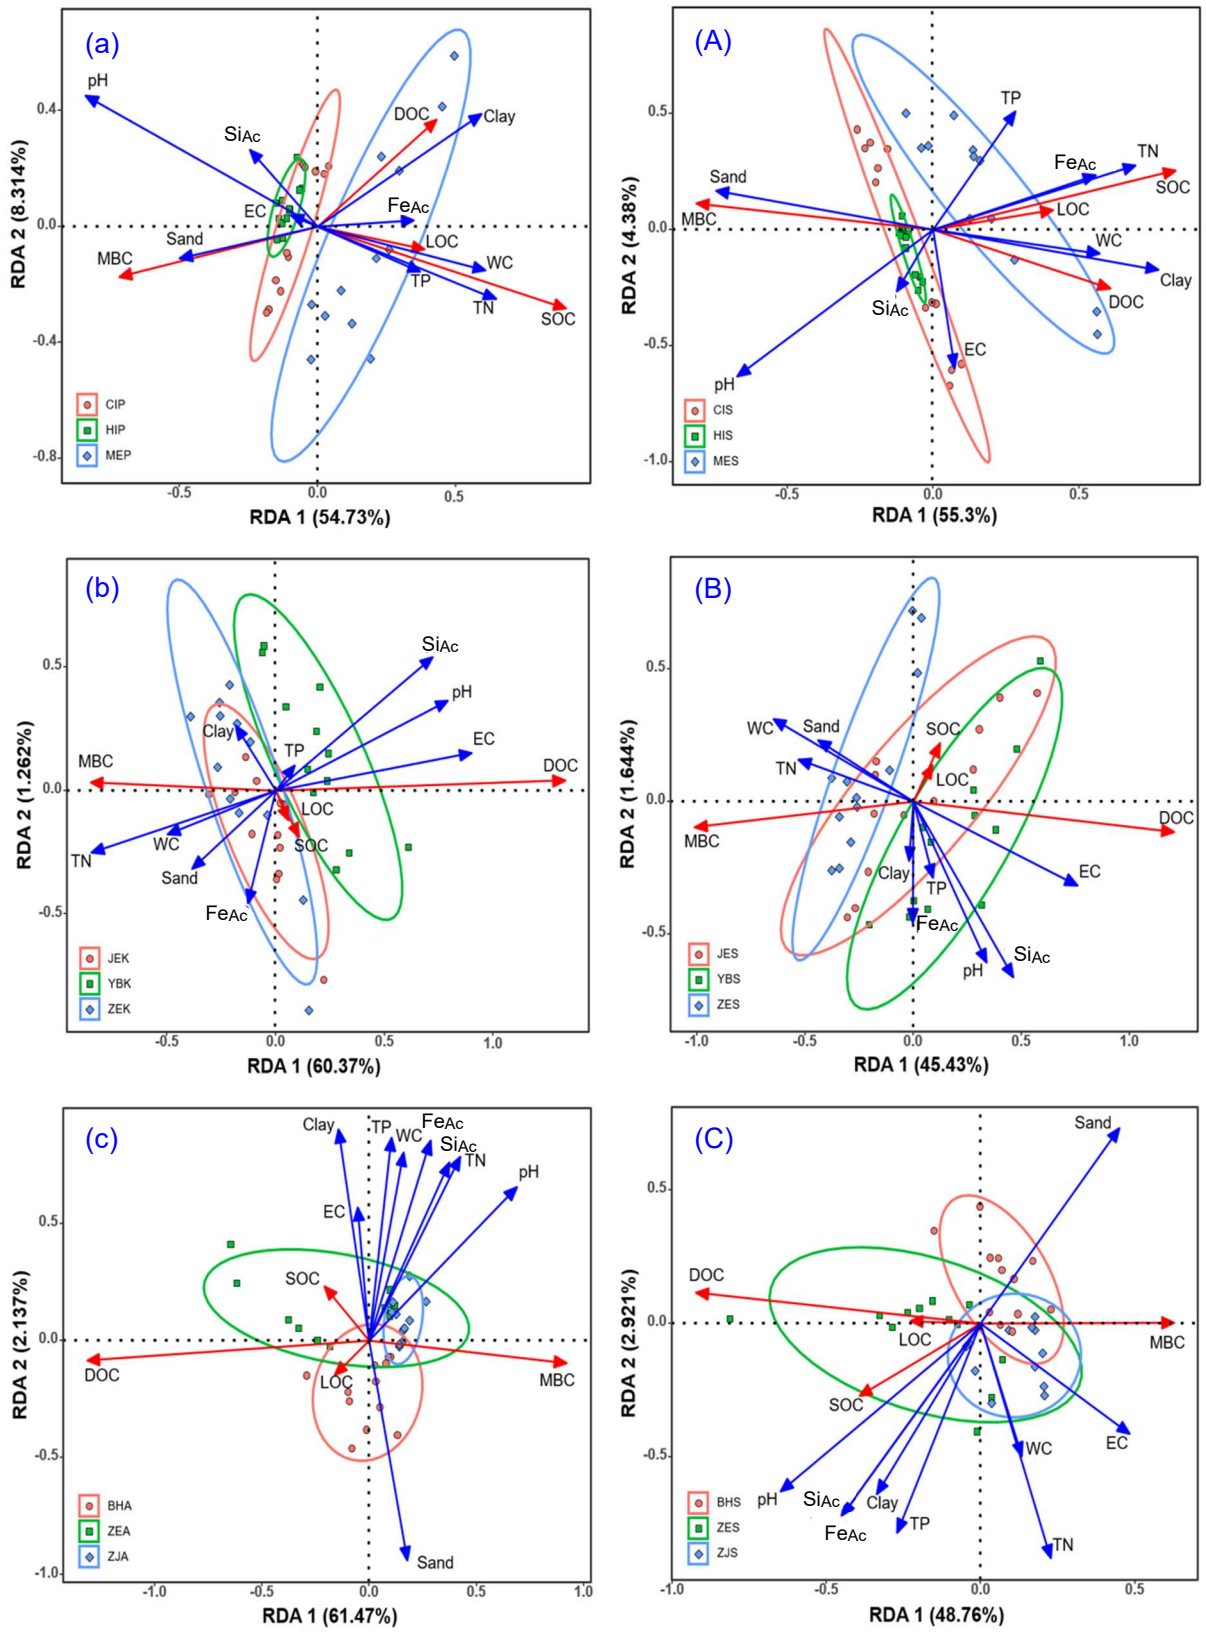 (a)
pH
SiAc
DOC
Clay
EC
FeAc
Sand
LOC
MBC
WC
TP
TN
SOC
0.4
0.0
-0.4
-0.8
RDA 2 (8.314%)
CIP
HIP
MEP
-0.5
0.0
0.5
RDA 1 (54.73%)
(A)
TP
FeAc
TN
Sand
SOC
MBC
LOC
WC
Clay
SiAc
DOC
EC
pH
0.5
0.0
-0.5
-1.0
RDA 2 (4.38%)
CIS
HIS
MES
-0.5
0.0
0.5
RDA 1 (55.3%)
(b)
SiAc
pH
Clay
EC
TP
MBC
DOC
LOC
WC
SOC
TN
Sand
FeAc
0.5
0.0
-0.5
RDA 2 (1.262%)
JEK
YBK
ZEK
-0.5
0.0
0.5
1.0
RDA 1 (60.37%)
(B)
WC
Sand
SOC
TN
LOC
MBC
DOC
Clay
EC
TP
FeAc
SiAc
pH
0.5
0.0
-0.5
RDA 2 (1.644%)
JES
YBS
ZES
-1.0
-0.5
0.0
0.5
1.0
RDA 1 (45.43%)
(c)
Clay
TP
WC
FeAc
SiAc
TN
pH
EC
SOC
DOC
LOC
MBC
Sand
0.5
0.0
-0.5
-1.0
RDA 2 (2.137%)
BHA
ZEA
ZJA
-1.0
-0.5
0.0
0.5
1.0
RDA 1 (61.47%)
(C)
Sand
DOC
LOC
MBC
SOC
EC
WC
pH
SiAc
Clay
FeAc
TP
TN
0.5
0.0
-0.5
RDA 2 (2.921%)
BHS
ZES
ZJS
-1.0
-0.5
0.0
0.5
RDA 1 (48.76%)